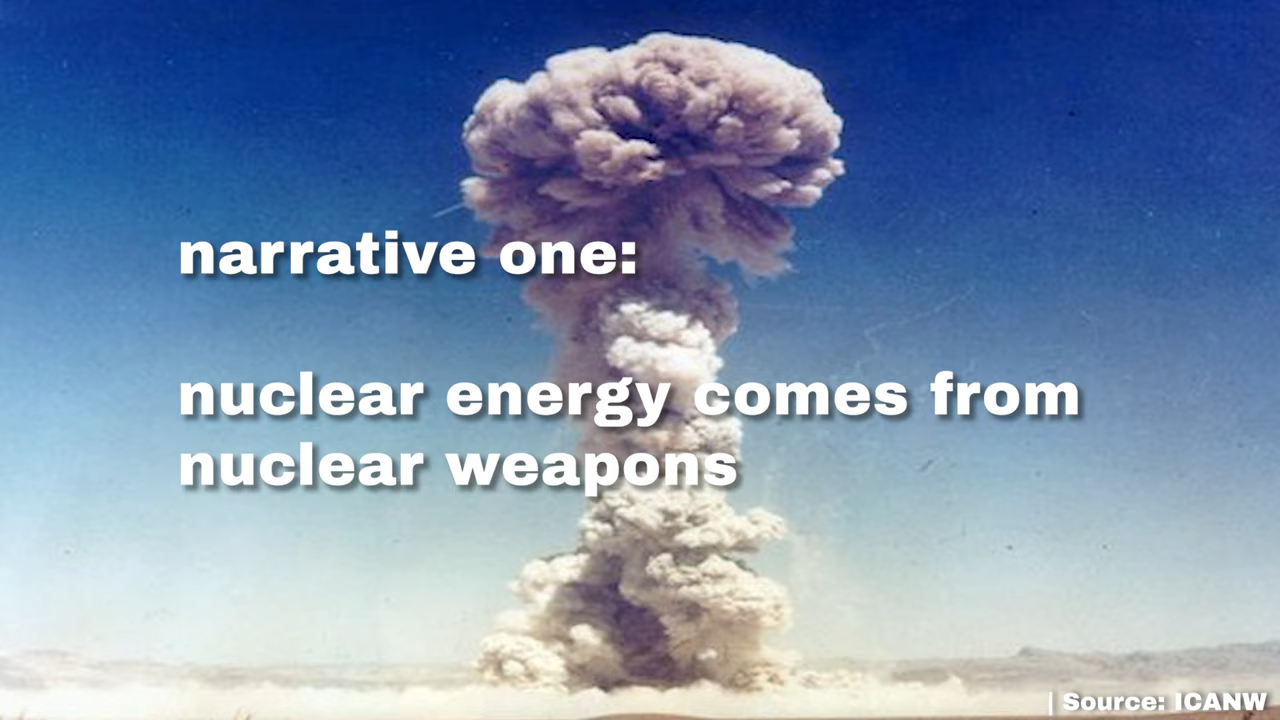 narrative one:
nuclear energy comes from
nuclear weapons
| Source: ICANW